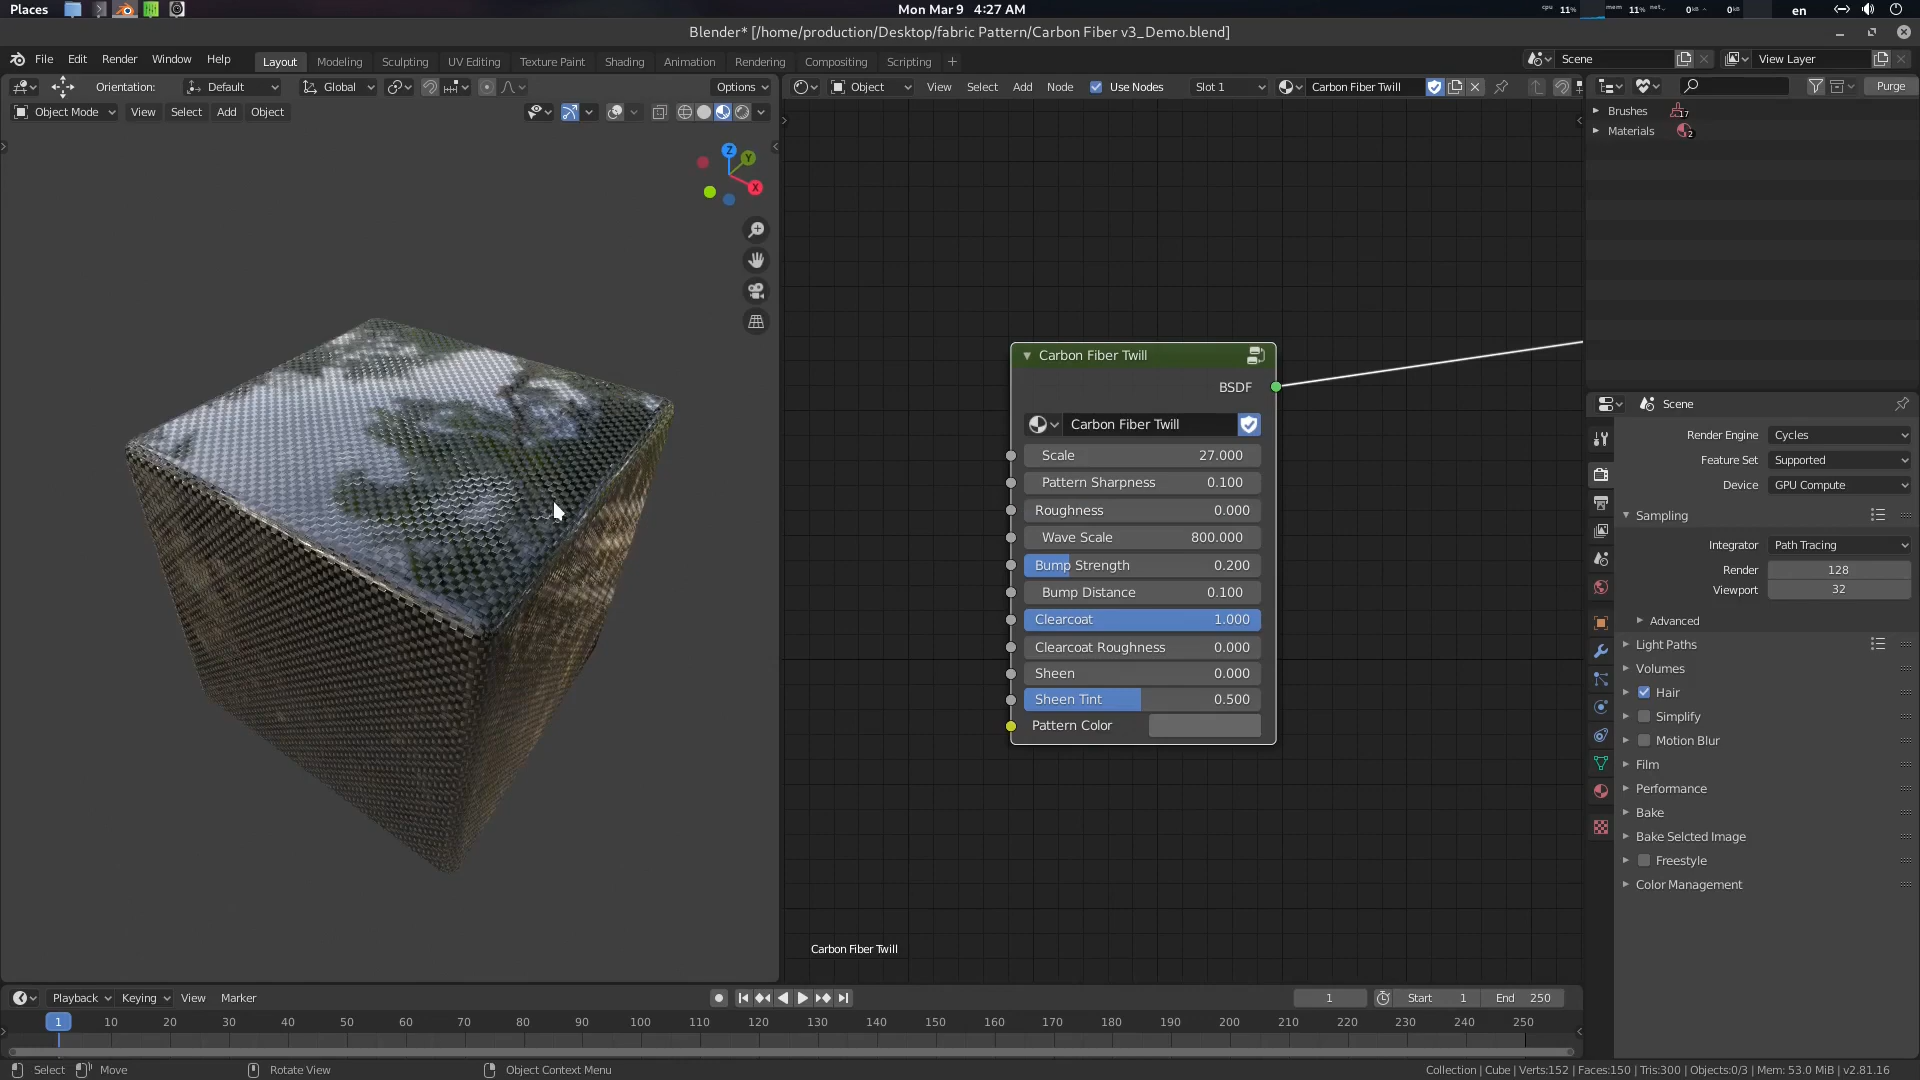 Places
Mon Mar 9 4:27 AM
cpu 11% mem 11% net 0kB 0kB en
Blender* [/home/production/Desktop/fabric Pattern/Carbon Fiber v3_Demo.blend]
File Edit Render Window Help Layout Modeling Sculpting UV Editing Texture Paint Shading Animation Rendering Compositing Scripting + Scene View Layer
Orientation: Default Global Options Object View Select Add Node Use Nodes Slot 1 Carbon Fiber Twill Purge
Object Mode View Select Add Object
Brushes 17
Materials 2
Z
Y
X
Carbon Fiber Twill
BSDF
Carbon Fiber Twill
Scale 27.000
Pattern Sharpness 0.100
Roughness 0.000
Wave Scale 800.000
Bump Strength 0.200
Bump Distance 0.100
Clearcoat 1.000
Clearcoat Roughness 0.000
Sheen 0.000
Sheen Tint 0.500
Pattern Color
Carbon Fiber Twill
Scene
Render Engine Cycles
Feature Set Supported
Device GPU Compute
Sampling
Integrator Path Tracing
Render 128
Viewport 32
Advanced
Light Paths
Volumes
Hair
Simplify
Motion Blur
Film
Performance
Bake
Bake Selcted Image
Freestyle
Color Management
Playback Keying View Marker 1 Start 1 End 250
1 10 20 30 40 50 60 70 80 90 100 110 120 130 140 150 160 170 180 190 200 210 220 230 240 250
Select Move Rotate View Object Context Menu Collection | Cube | Verts:152 | Faces:150 | Tris:300 | Objects:0/3 | Mem: 53.0 MiB | v2.81.16